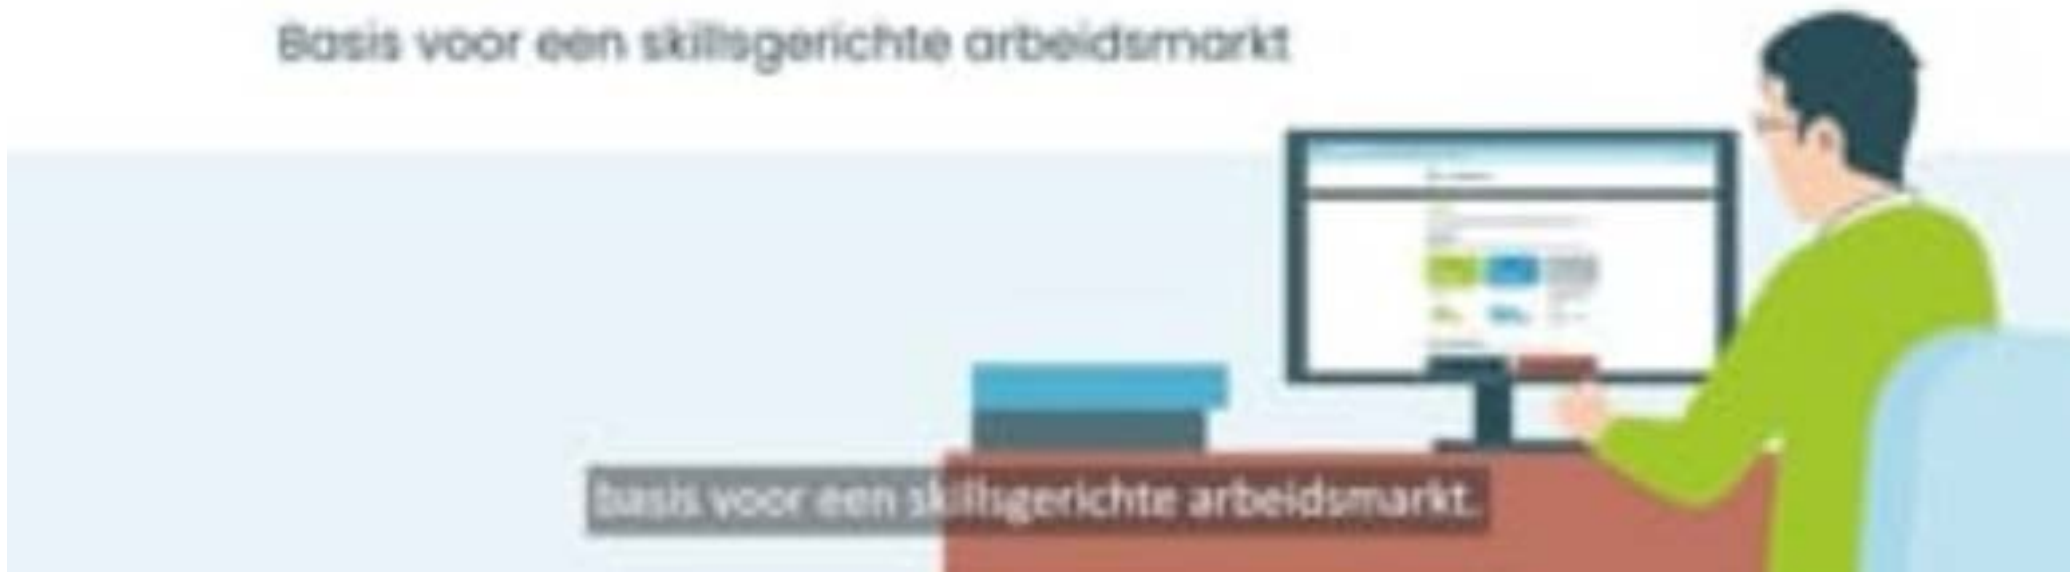 Basis voor een skillsgerichte arbeidsmarkt
basis voor een skillsgerichte arbeidsmarkt.